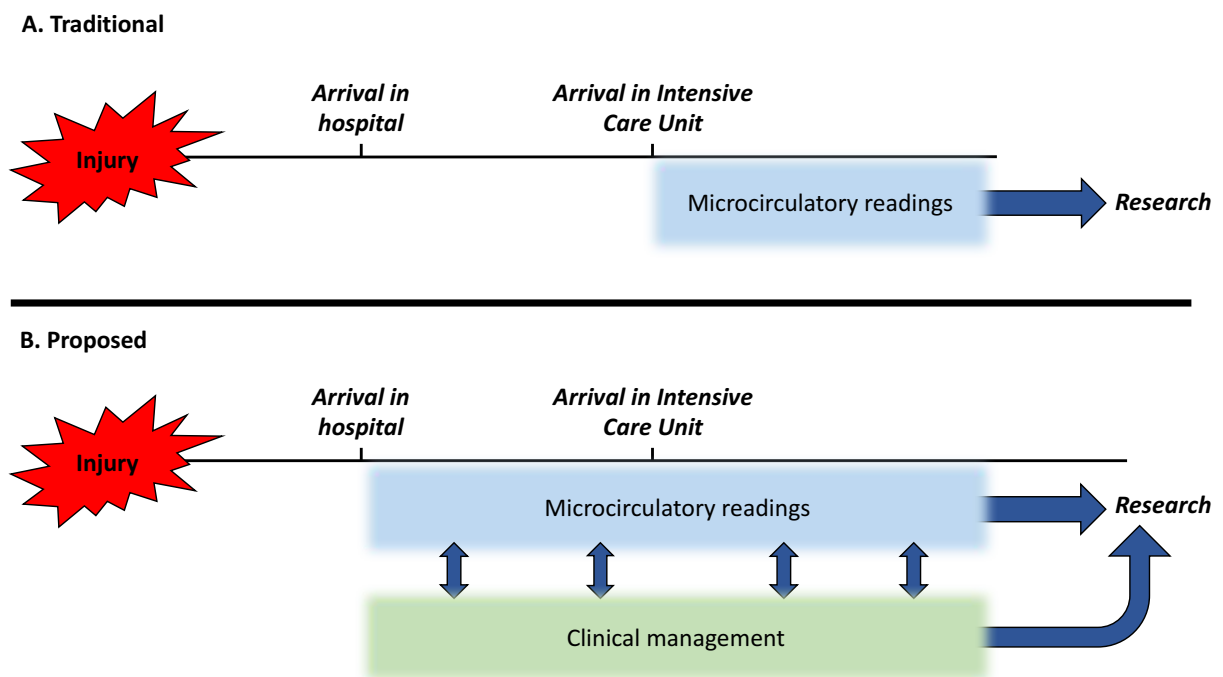 A. Traditional
Arrival in
hospital
Arrival in Intensive
Care Unit
Injury
Microcirculatory readings
Research
B. Proposed
Arrival in
hospital
Arrival in Intensive
Care Unit
Injury
Microcirculatory readings
Research
Clinical management